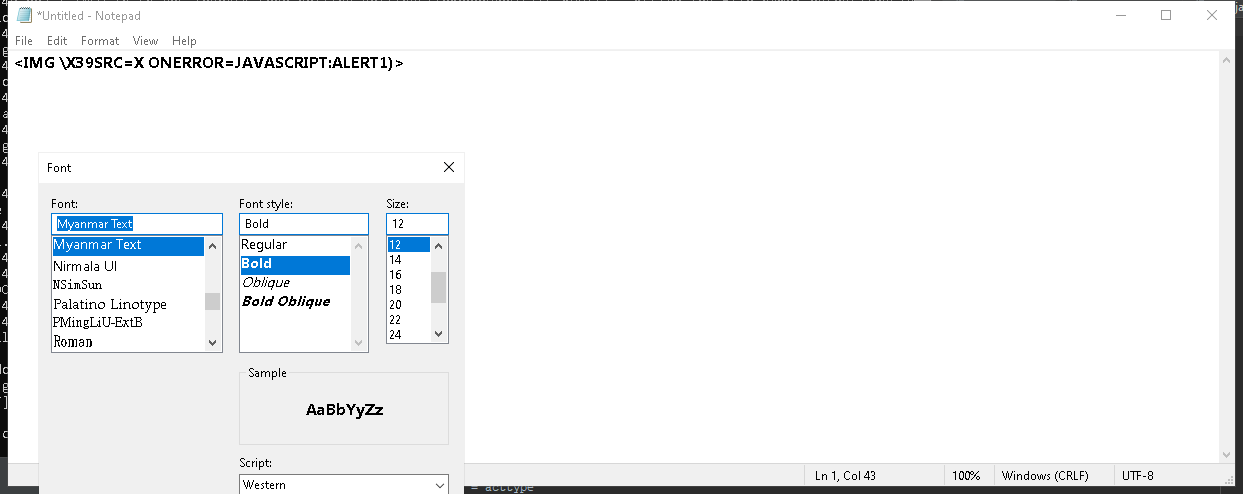 *Untitled - Notepad
File Edit Format View Help
<IMG \X39SRC=X ONERROR=JAVASCRIPT:ALERT1)>
Font
Font: Font style: Size:
Myanmar Text Bold 12
Myanmar Text Regular 12
Nirmala UI Bold 14
NSimSun Oblique 16
Palatino Linotype Bold Oblique 18
PMingLiU-ExtB 20
Roman 22
24
Sample
AaBbYyZz
Script:
Western
Ln 1, Col 43 100% Windows (CRLF) UTF-8
= acctype